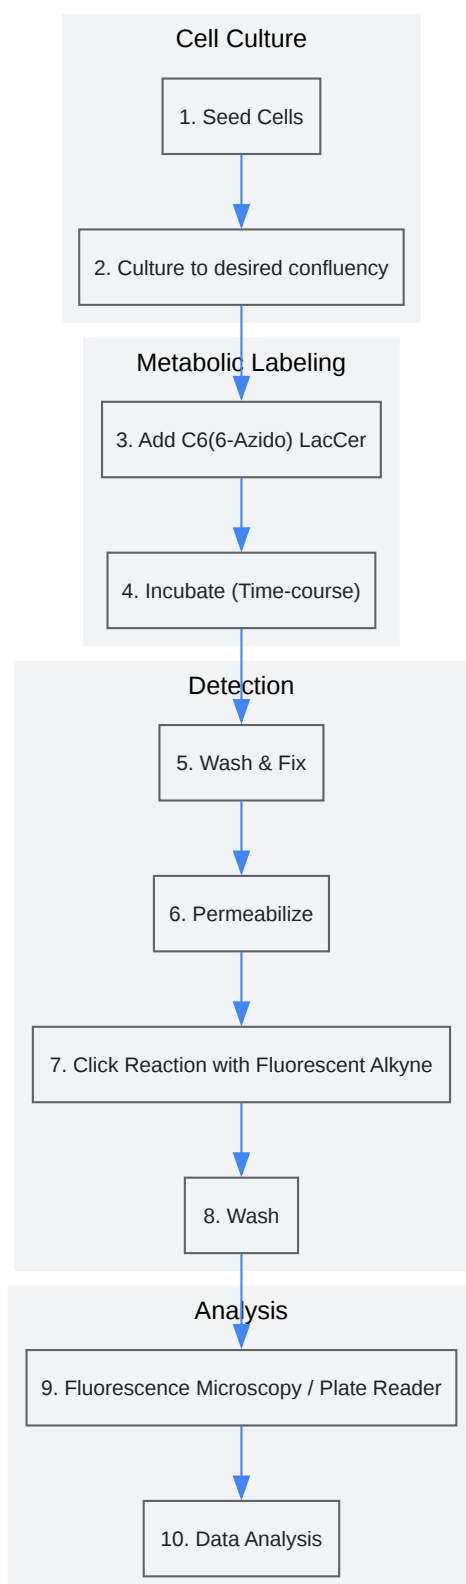 Cell Culture
1. Seed Cells
2. Culture to desired confluency
Metabolic Labeling
3. Add C6(6-Azido) LacCer
4. Incubate (Time-course)
Detection
5. Wash & Fix
6. Permeabilize
7. Click Reaction with Fluorescent Alkyne
8. Wash
Analysis
9. Fluorescence Microscopy / Plate Reader
10. Data Analysis